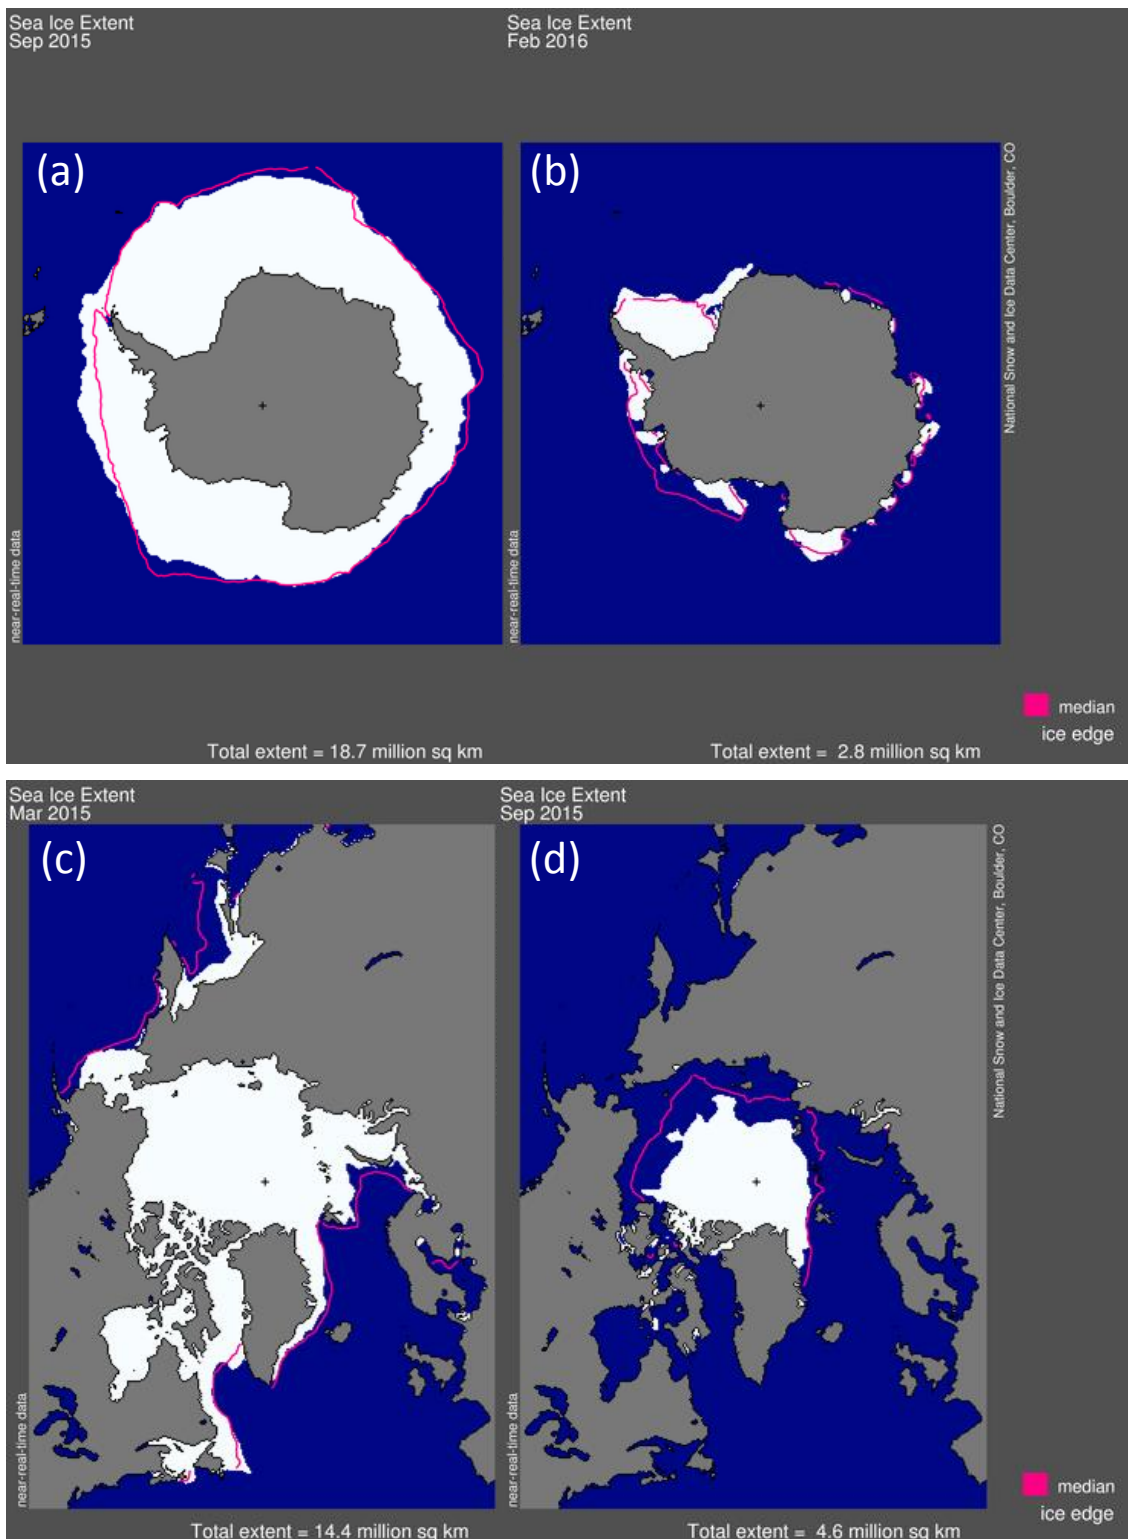 Sea Ice Extent
Sep 2015
Sea Ice Extent
Feb 2016
(a)
(b)
National Snow and Ice Data Center, Boulder, CO
near-real-time data
near-real-time data
median
ice edge
Total extent = 18.7 million sq km
Total extent = 2.8 million sq km
Sea Ice Extent
Mar 2015
Sea Ice Extent
Sep 2015
(c)
(d)
National Snow and Ice Data Center, Boulder, CO
near-real-time data
near-real-time data
median
ice edge
Total extent = 14.4 million sq km
Total extent = 4.6 million sq km